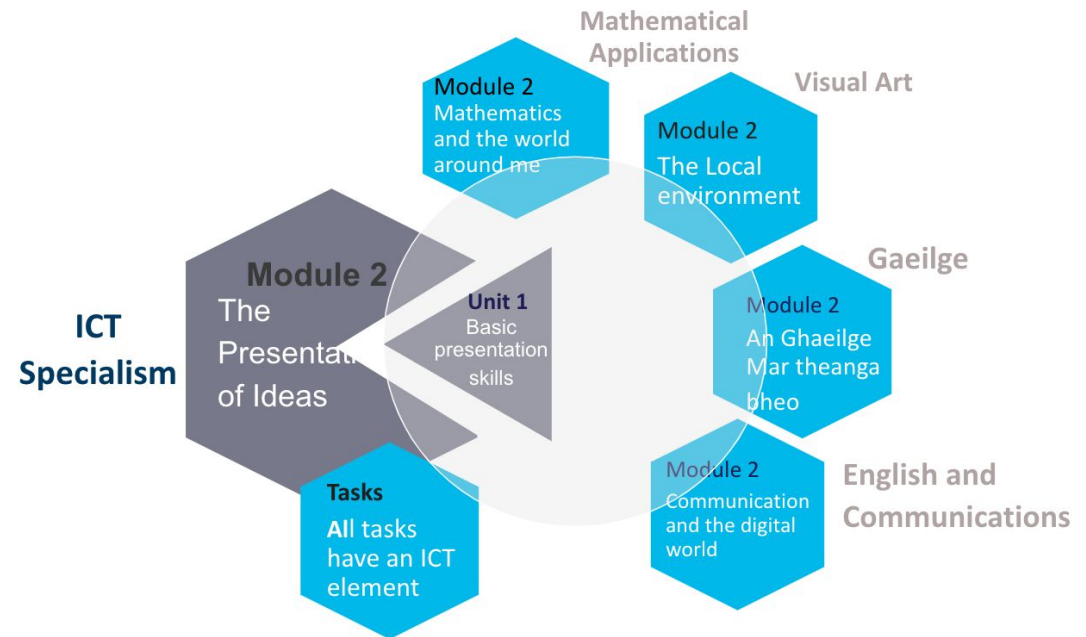 Mathematical
Applications
Module 2
Mathematics
and the world
around me
Visual Art
Module 2
The Local
environment
Gaeilge
Module 2
An Ghaeilge
Mar theanga
bheo
English and
Communications
Module 2
Communication
and the digital
world
ICT
Specialism
Module 2
The
Presentati
of Ideas
Unit 1
Basic
presentation
skills
Tasks
All tasks
have an ICT
element